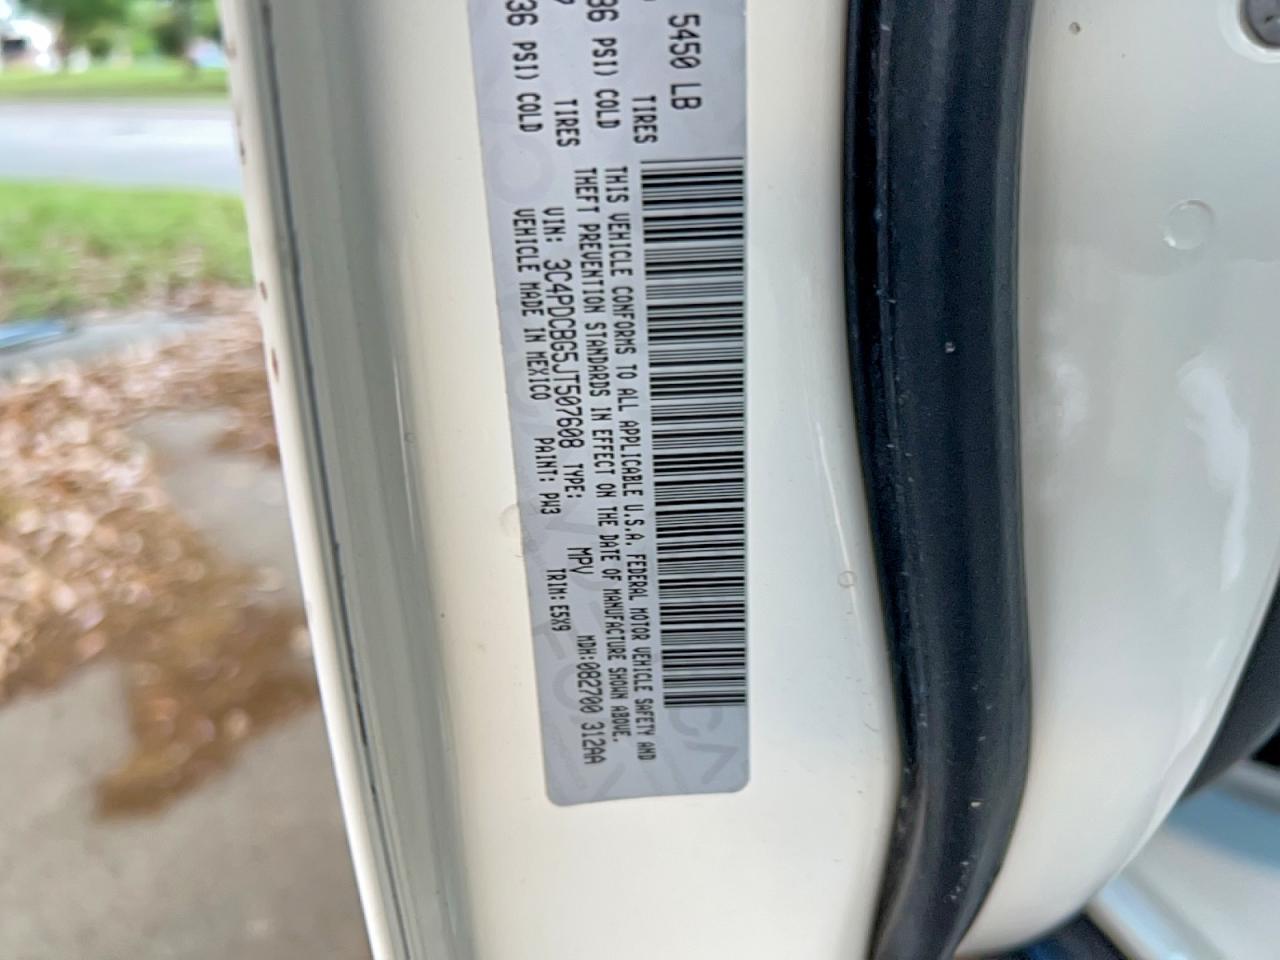 5450 LB
TIRES
36 PSI) COLD
TIRES
36 PSI) COLD
THIS VEHICLE CONFORMS TO ALL APPLICABLE U.S.A. FEDERAL MOTOR VEHICLE SAFETY AND
THEFT PREVENTION STANDARDS IN EFFECT ON THE DATE OF MANUFACTURE SHOWN ABOVE.
VIN: 3C4PDCBG5JT507608 TYPE: MPV MDH:082700 312AA
VEHICLE MADE IN MEXICO PAINT: PW3 TRIM:E5X9